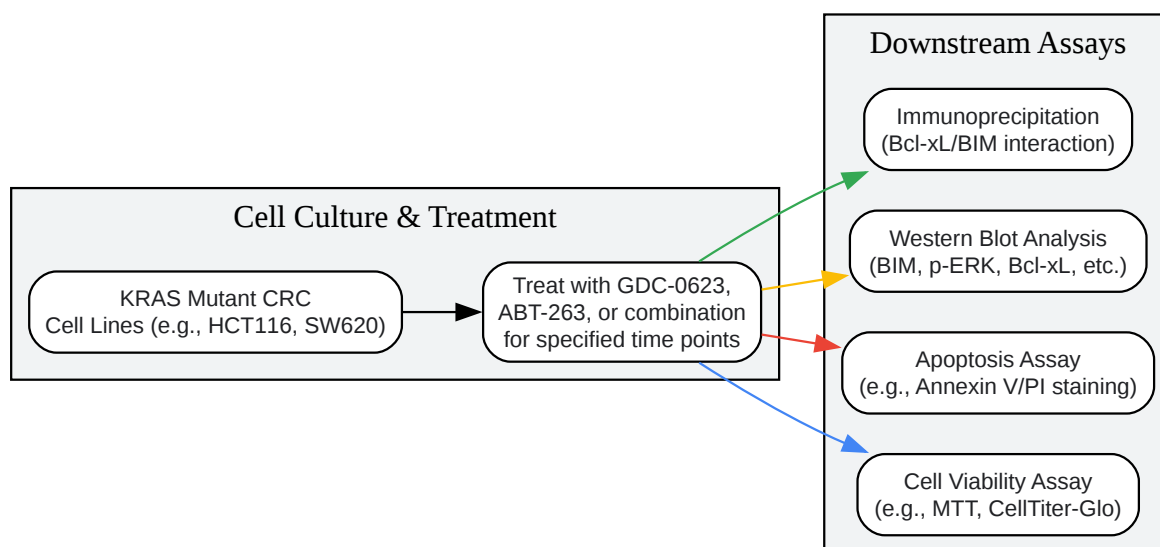 Cell Culture & Treatment
KRAS Mutant CRC
Cell Lines (e.g., HCT116, SW620)
Treat with GDC-0623,
ABT-263, or combination
for specified time points
Downstream Assays
Immunoprecipitation
(Bcl-xL/BIM interaction)
Western Blot Analysis
(BIM, p-ERK, Bcl-xL, etc.)
Apoptosis Assay
(e.g., Annexin V/PI staining)
Cell Viability Assay
(e.g., MTT, CellTiter-Glo)